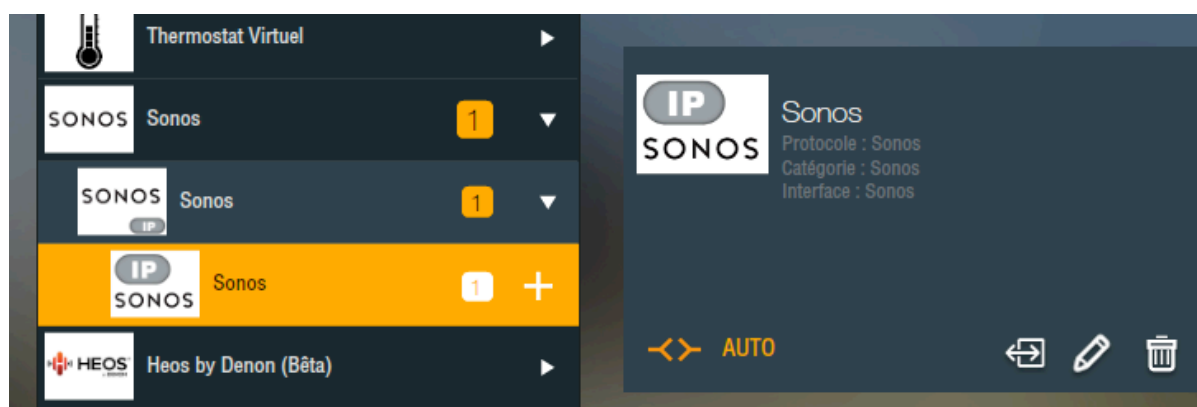 Thermostat Virtuel
SONOS Sonos 1
SONOS Sonos 1
IP
IP
SONOS
Sonos 1
HEOS Heos by Denon (Bêta)
IP
SONOS
Sonos
Protocole : Sonos
Catégorie : Sonos
Interface : Sonos
AUTO